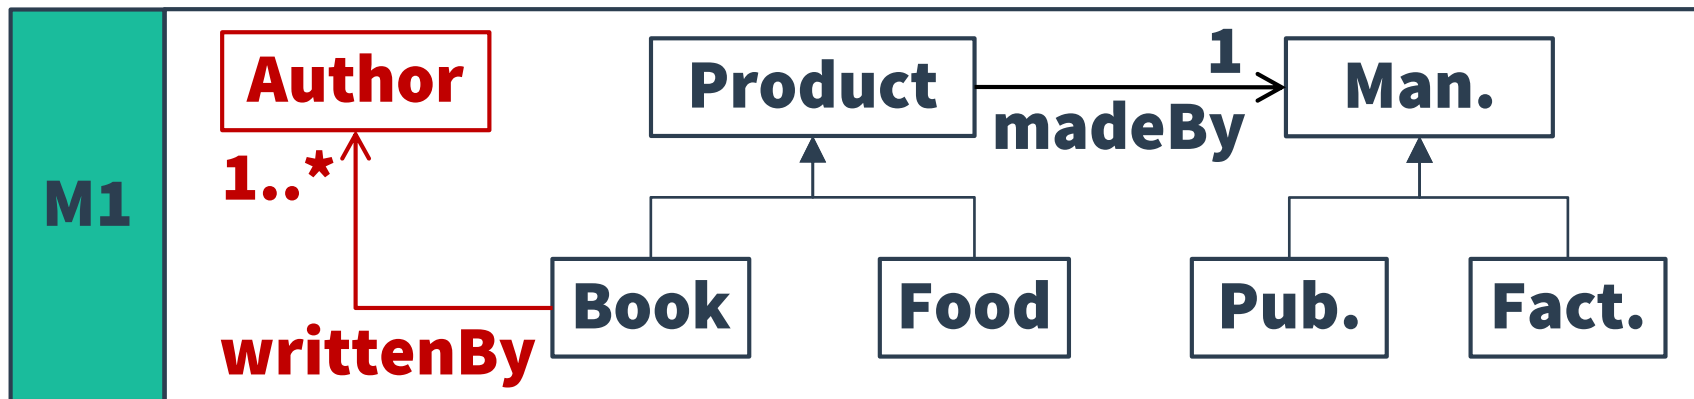 M1
Author
1..*
writtenBy
Product
1
madeBy
Man.
Book
Food
Pub.
Fact.